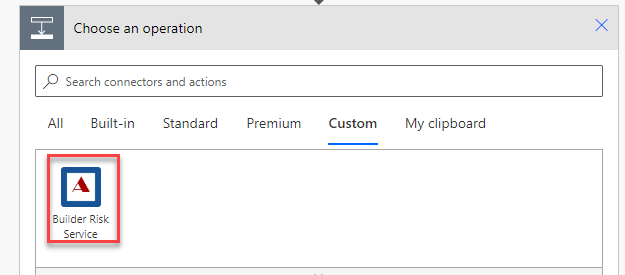 Choose an operation
Search connectors and actions
All Built-in Standard Premium Custom My clipboard
A
Builder Risk
Service